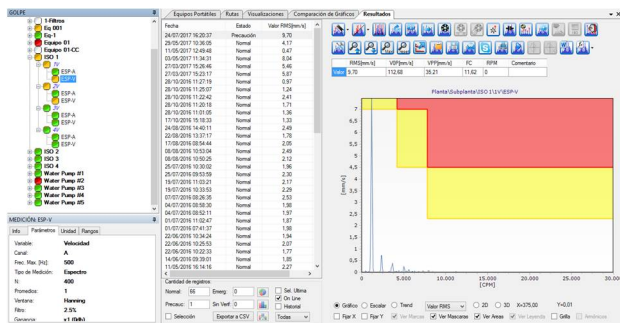 GOLPE
1-Filtros
Eq 001
Eq-1
Equipo 01
Equipo 01-CC
ISO 1
1V
ESP-A
ESP-V
2V
ESP-A
ESP-V
3V
ESP-A
ESP-V
4V
ESP-A
ESP-V
ISO 2
ISO 3
ISO 4
Water Pump #1
Water Pump #2
Water Pump #3
Water Pump #4
Water Pump #5
MEDICIÓN: ESP-V
Info Parámetros Unidad Rangos
Variable: Velocidad
Canal: A
Frec. Max. [Hz]: 500
Tipo de Medición: Espectro
N: 400
Promedios: 1
Ventana: Hanning
Filtro: 2.5%
Ganancia: x1 (0db)
Equipos Portátiles Rutas Visualizaciones Comparación de Gráficos Resultados
Fecha Estado Valor RMS[mm/s]
24/07/2017 16:20:37 Precaución 9,70
29/05/2017 10:36:05 Normal 4,17
11/05/2017 12:49:48 Normal 0,47
03/05/2017 11:34:31 Normal 8,04
27/03/2017 15:26:46 Normal 5,46
27/03/2017 15:23:17 Normal 5,87
28/10/2016 11:27:19 Normal 0,97
28/10/2016 11:25:07 Normal 1,24
28/10/2016 11:22:42 Normal 2,41
28/10/2016 11:20:18 Normal 1,71
28/10/2016 11:01:05 Normal 1,36
17/10/2016 15:18:33 Normal 1,33
24/08/2016 14:40:11 Normal 2,49
22/08/2016 13:37:17 Normal 1,78
17/08/2016 08:54:44 Normal 2,05
08/08/2016 10:53:04 Normal 2,49
08/08/2016 10:50:25 Normal 2,12
25/07/2016 10:30:02 Normal 1,96
25/07/2016 09:53:59 Normal 2,30
19/07/2016 11:03:21 Normal 2,17
19/07/2016 10:33:53 Normal 2,29
07/07/2016 08:26:35 Normal 2,53
04/07/2016 08:58:30 Normal 1,98
04/07/2016 08:52:11 Normal 1,97
01/07/2016 11:02:47 Normal 1,87
01/07/2016 07:41:37 Normal 1,98
22/06/2016 10:34:24 Normal 1,94
22/06/2016 10:25:53 Normal 2,07
22/06/2016 10:22:33 Normal 1,77
14/06/2016 09:39:01 Normal 1,85
11/05/2016 16:14:16 Normal 2,27
Cantidad de registros
Normal: 86 Emerg: 0
Precauc: 1 Sin Verif: 0
Sel. Ultima
On Line
Historial
Selección Exportar a CSV Todas
RMS[mm/s] V0P[mm/s] VPP[mm/s] FC RPM Comentario
Valor 9,70 112,68 35,21 11,62 0
Planta\Subplanta\ISO 1\1V\ESP-V
7
6,5
6
5,5
5
4,5
4
3,5
3
2,5
2
1,5
1
0,5
0
[mm/s]
0 5.000 10.000 15.000 20.000 25.000 30.000
[CPM]
Gráfico Escalar Trend Valor RMS 2D 3D X=375,00 Y=0,01
Fijar X Fijar Y Ver Marcas Ver Mascaras Ver Areas Ver Leyenda Grilla Armónicos